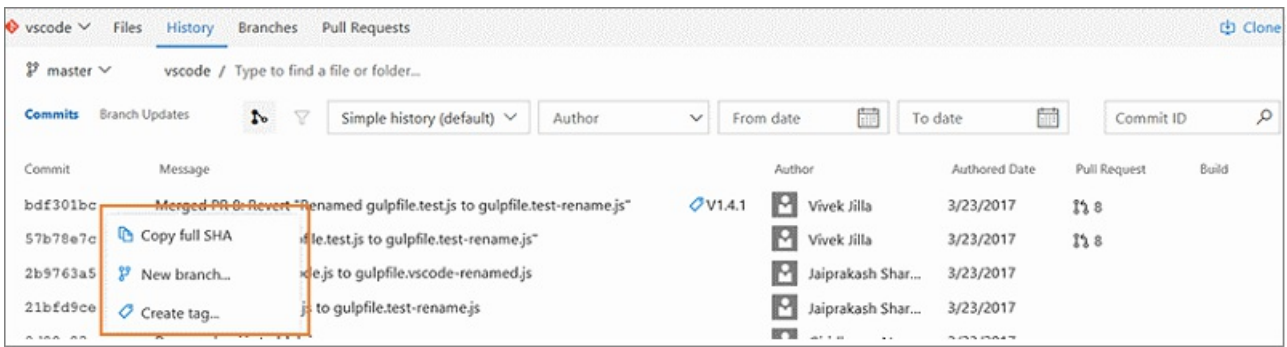 vscode Files History Branches Pull Requests Clone
master vscode / Type to find a file or folder...
Commits Branch Updates Simple history (default) Author From date To date Commit ID
Commit Message Author Authored Date Pull Request Build
bdf301bc Merged PR 8: Revert "Renamed gulpfile.test.js to gulpfile.test-rename.js" V1.4.1 Vivek Jilla 3/23/2017 8
Copy full SHA
57b78e7c file.test.js to gulpfile.test-rename.js" Vivek Jilla 3/23/2017 8
New branch...
2b9763a5 de.js to gulpfile.vscode-renamed.js Jaiprakash Shar... 3/23/2017
Create tag...
21bfd9ce js to gulpfile.test-rename.js Jaiprakash Shar... 3/23/2017